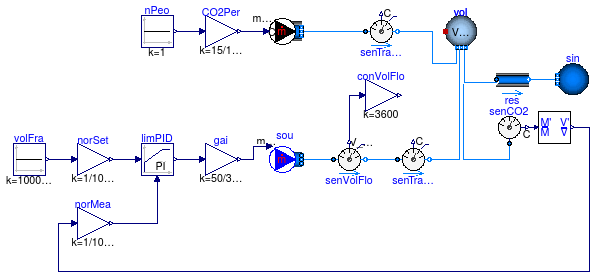 nPeo
k=1
CO2Per
k=15/1...
m...
m
C
senTra...
vol
V...
sin
res
conVolFlo
k=3600
senCO2
C
M' V'
M V
volFra
k=1000...
norSet
k=1/10...
limPID
PI
gai
k=50/3...
m...
sou
m
V...
senVolFlo
C
senTra...
norMea
k=1/10...